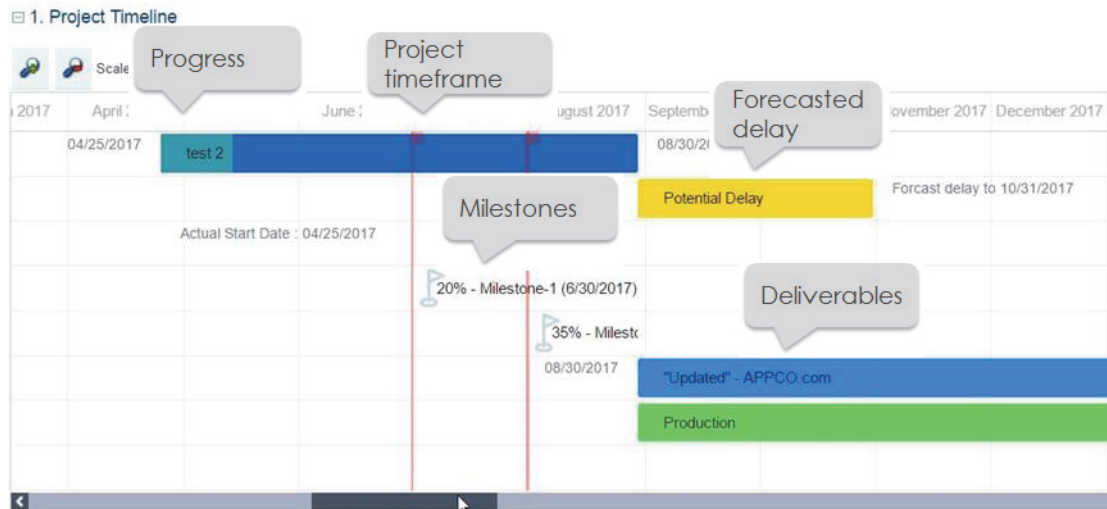 1. Project Timeline
Progress
Project
timeframe
Scale
2017
April
June
ugust 2017
Septemb
Forecasted
delay
ovember 2017
December 2017
04/25/2017
test 2
08/30/20
Potential Delay
Forcast delay to 10/31/2017
Milestones
Actual Start Date : 04/25/2017
20% - Milestone-1 (6/30/2017)
Deliverables
35% - Milest
08/30/2017
"Updated" - APPCO.com
Production